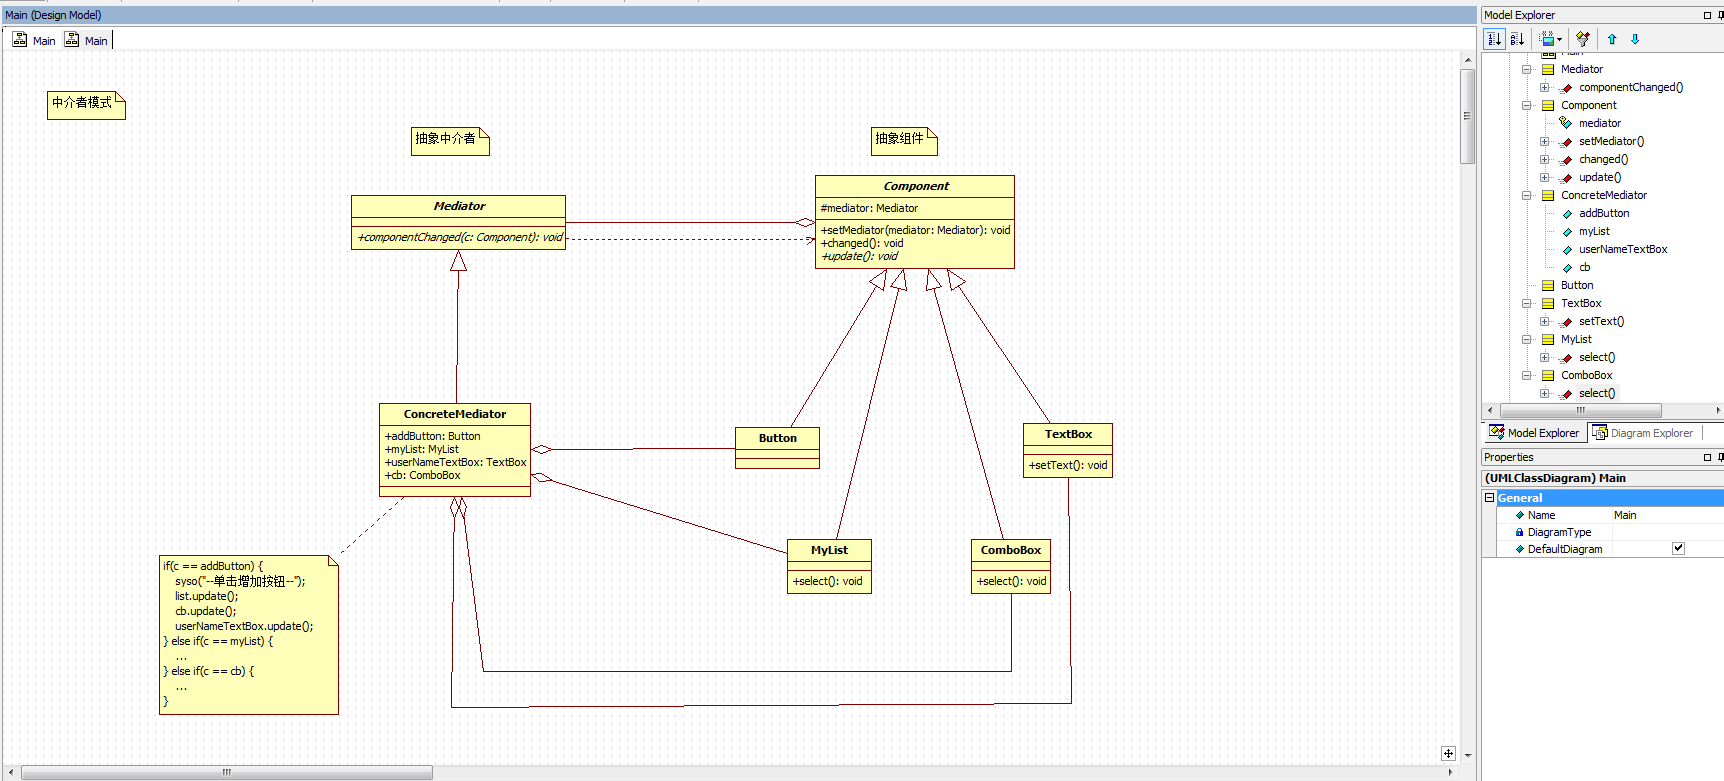 Main (Design Model)
Main
Main
中介者模式
抽象中介者
抽象组件
Mediator
+componentChanged(c: Component): void
Component
#mediator: Mediator
+setMediator(mediator: Mediator): void
+changed(): void
+update(): void
ConcreteMediator
+addButton: Button
+myList: MyList
+userNameTextBox: TextBox
+cb: ComboBox
Button
TextBox
+setText(): void
MyList
+select(): void
ComboBox
+select(): void
if(c == addButton) {
syso("--单击增加按钮--");
list.update();
cb.update();
userNameTextBox.update();
} else if(c == myList) {
...
} else if(c == cb) {
...
}
Model Explorer
Main
Mediator
componentChanged()
Component
mediator
setMediator()
changed()
update()
ConcreteMediator
addButton
myList
userNameTextBox
cb
Button
TextBox
setText()
MyList
select()
ComboBox
select()
Model Explorer
Diagram Explorer
Properties
(UMLClassDiagram) Main
General
Name
Main
DiagramType
DefaultDiagram